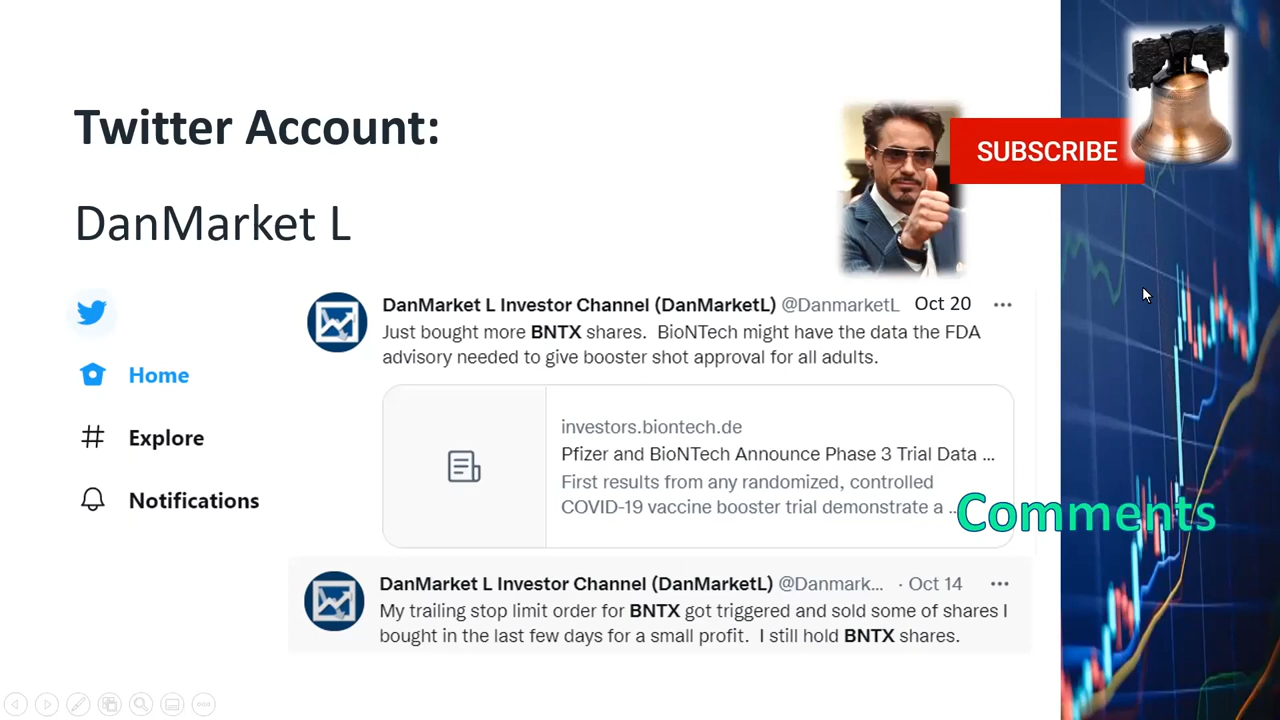 Twitter Account:
DanMarket L
SUBSCRIBE
Home
Explore
Notifications
DanMarket L Investor Channel (DanMarketL) @DanmarketL Oct 20 ···
Just bought more BNTX shares. BioNTech might have the data the FDA
advisory needed to give booster shot approval for all adults.
investors.biontech.de
Pfizer and BioNTech Announce Phase 3 Trial Data ...
First results from any randomized, controlled
COVID-19 vaccine booster trial demonstrate a ..
Comments
DanMarket L Investor Channel (DanMarketL) @Danmark... · Oct 14 ···
My trailing stop limit order for BNTX got triggered and sold some of shares I
bought in the last few days for a small profit. I still hold BNTX shares.